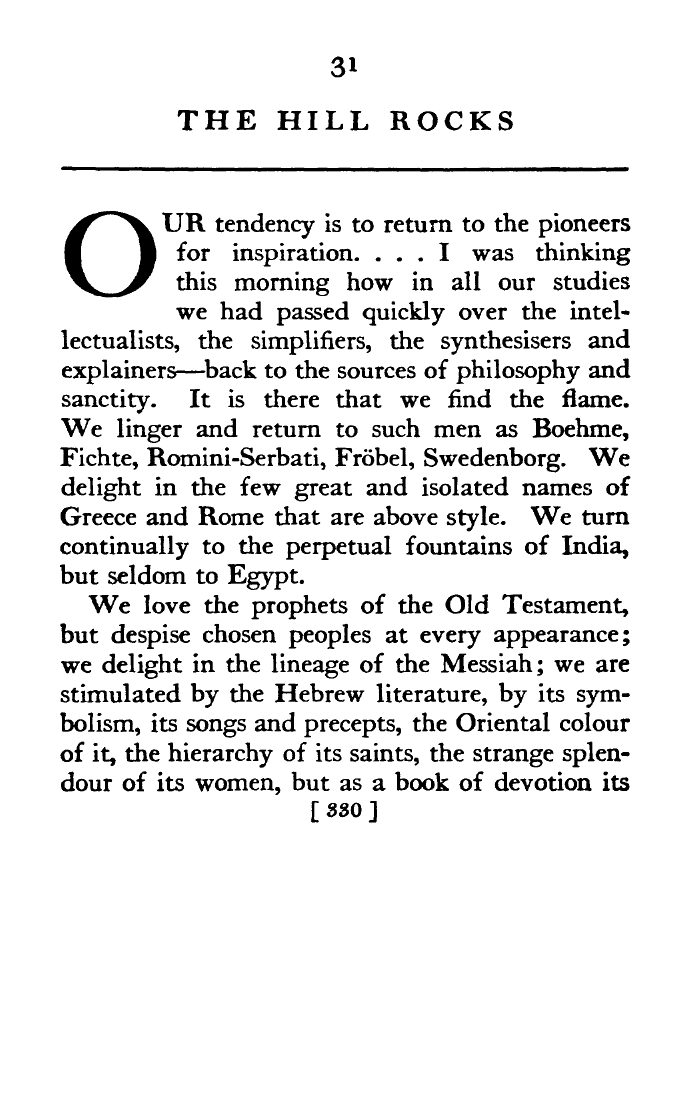 31
THE HILL ROCKS
OUR tendency is to return to the pioneers
for inspiration. . . . I was thinking
this morning how in all our studies
we had passed quickly over the intel-
lectualists, the simplifiers, the synthesisers and
explainers—back to the sources of philosophy and
sanctity. It is there that we find the flame.
We linger and return to such men as Boehme,
Fichte, Romini-Serbati, Fröbel, Swedenborg. We
delight in the few great and isolated names of
Greece and Rome that are above style. We turn
continually to the perpetual fountains of India,
but seldom to Egypt.
We love the prophets of the Old Testament,
but despise chosen peoples at every appearance;
we delight in the lineage of the Messiah; we are
stimulated by the Hebrew literature, by its sym-
bolism, its songs and precepts, the Oriental colour
of it, the hierarchy of its saints, the strange splen-
dour of its women, but as a book of devotion its
[ 330 ]